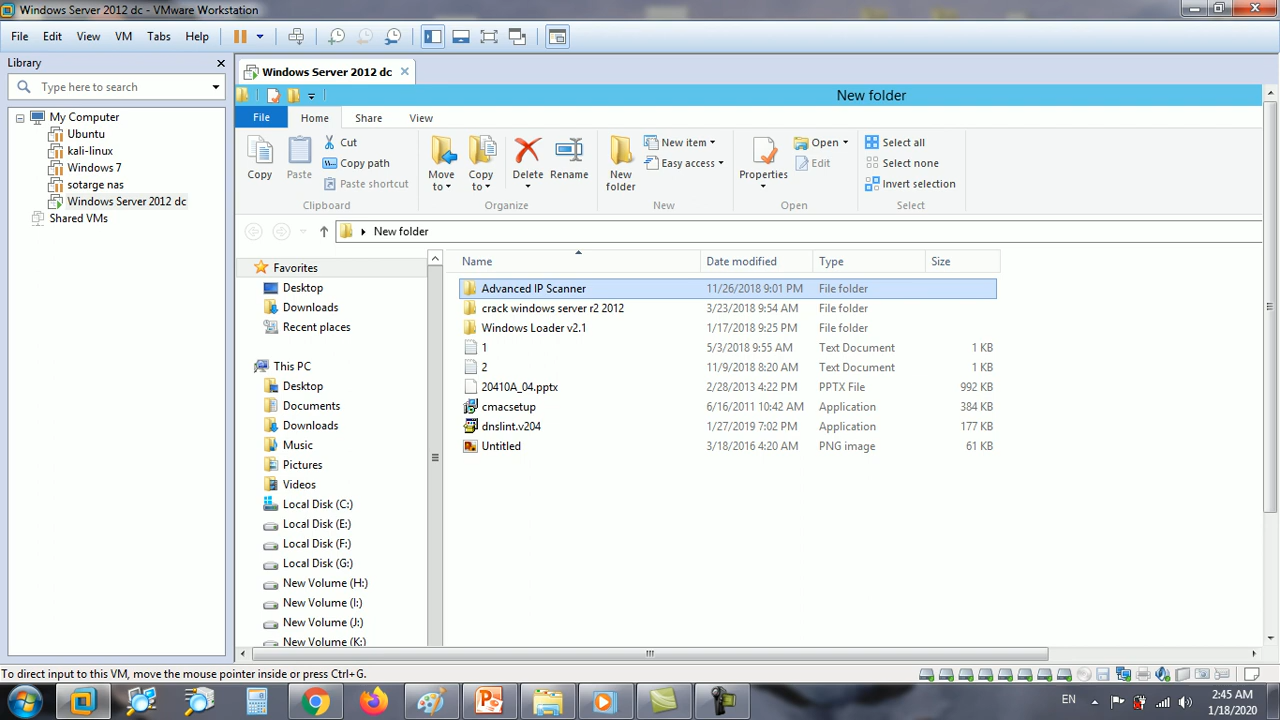 Windows Server 2012 dc - VMware Workstation
File Edit View VM Tabs Help
Library
Type here to search
My Computer
Ubuntu
kali-linux
Windows 7
sotarge nas
Windows Server 2012 dc
Shared VMs
Windows Server 2012 dc
New folder
File Home Share View
Copy
Paste
Cut
Copy path
Paste shortcut
Clipboard
Move to
Copy to
Delete
Rename
Organize
New folder
New item
Easy access
New
Properties
Open
Edit
Open
Select all
Select none
Invert selection
Select
New folder
Favorites
Desktop
Downloads
Recent places
This PC
Desktop
Documents
Downloads
Music
Pictures
Videos
Local Disk (C:)
Local Disk (E:)
Local Disk (F:)
Local Disk (G:)
New Volume (H:)
New Volume (I:)
New Volume (J:)
New Volume (K:)
Name Date modified Type Size
Advanced IP Scanner 11/26/2018 9:01 PM File folder
crack windows server r2 2012 3/23/2018 9:54 AM File folder
Windows Loader v2.1 1/17/2018 9:25 PM File folder
1 5/3/2018 9:55 AM Text Document 1 KB
2 11/9/2018 8:20 AM Text Document 1 KB
20410A_04.pptx 2/28/2013 4:22 PM PPTX File 992 KB
cmacsetup 6/16/2011 10:42 AM Application 384 KB
dnslint.v204 1/27/2019 7:02 PM Application 177 KB
Untitled 3/18/2016 4:20 AM PNG image 61 KB
To direct input to this VM, move the mouse pointer inside or press Ctrl+G.
EN
2:45 AM
1/18/2020